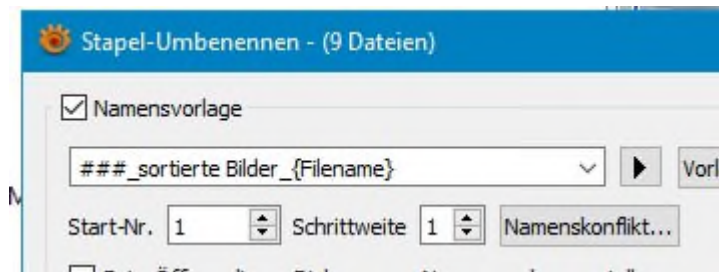 Stapel-Umbenennen - (9 Dateien)
Namensvorlage
###_sortierte Bilder_{Filename}
Start-Nr. 1 Schrittweite 1 Namenskonflikt...